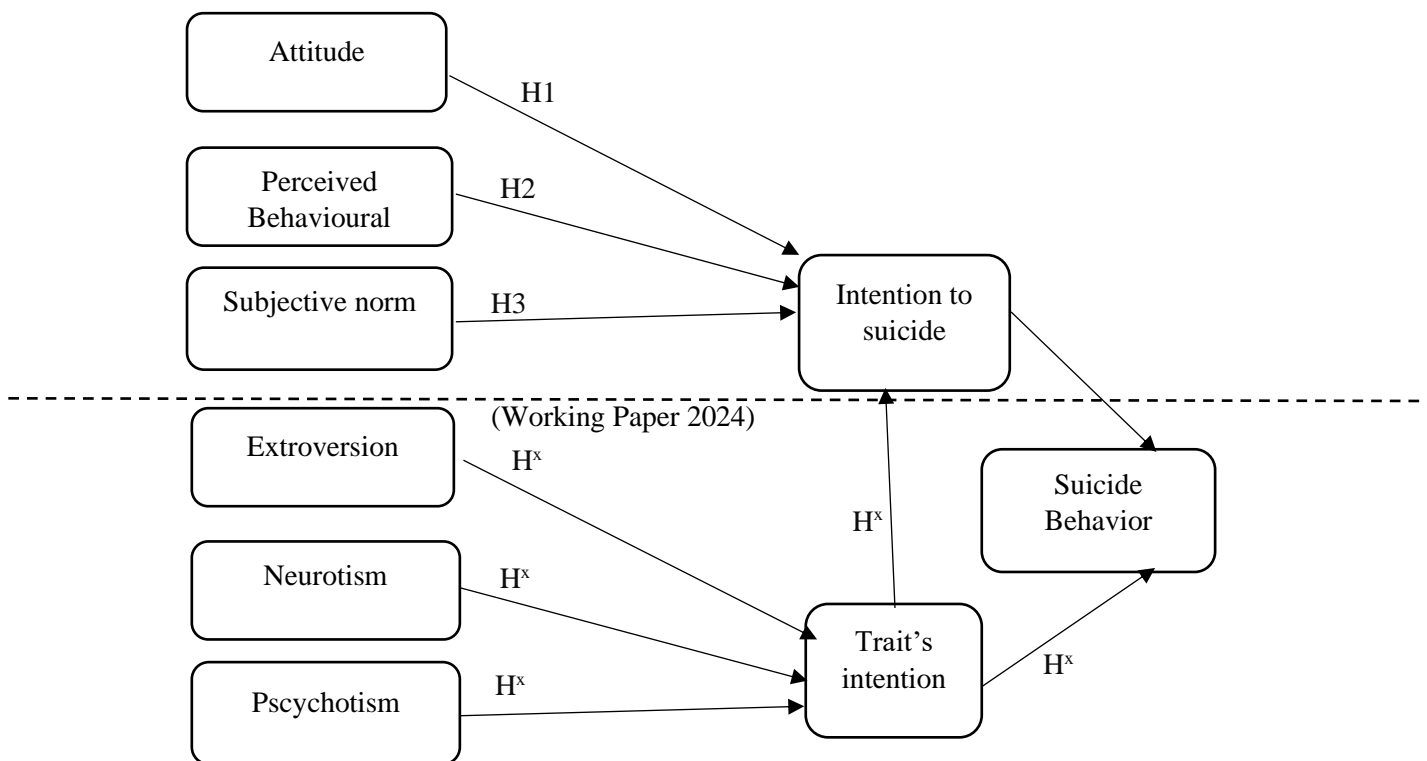 Attitude
H1
Perceived
Behavioural
H2
Subjective norm
H3
Intention to
suicide
(Working Paper 2024)
Extroversion
Hˣ
Suicide
Behavior
Hˣ
Neurotism
Hˣ
Trait’s
intention
Hˣ
Pscychotism
Hˣ